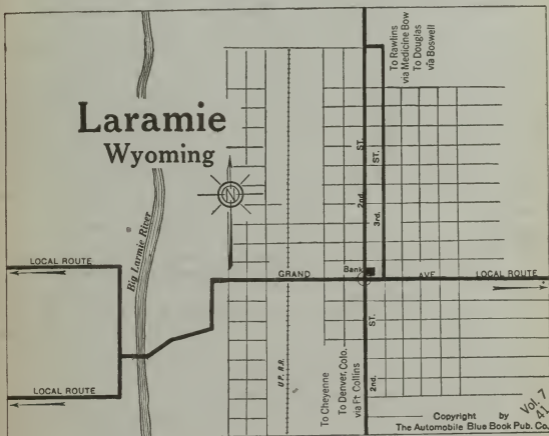 Laramie
Wyoming
To Rawlins
via Medicine Bow
To Douglas
via Boswell
ST.
2nd.
ST.
3rd.
N
Big Larmie River
LOCAL ROUTE
GRAND
Bank
AVE
LOCAL ROUTE
U.P. R.R.
To Cheyenne
To Denver, Colo.
via Ft Collins
ST.
2nd.
LOCAL ROUTE
Vol. 7
41
Copyright by
The Automobile Blue Book Pub. Co.